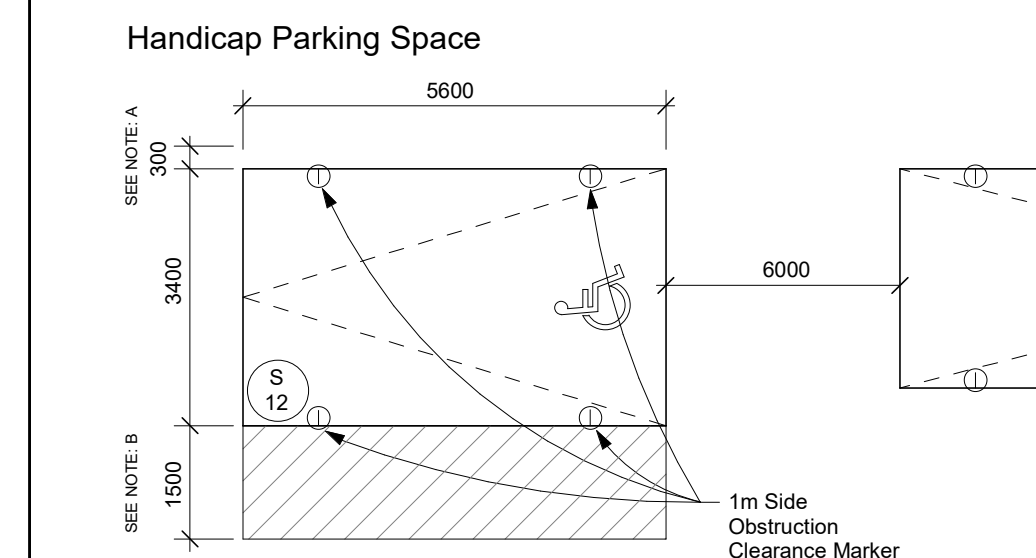 Handicap Parking Space
5600
SEE NOTE: A
300
3400
6000
S
12
SEE NOTE: B
1500
1m Side
Obstruction
Clearance Marker